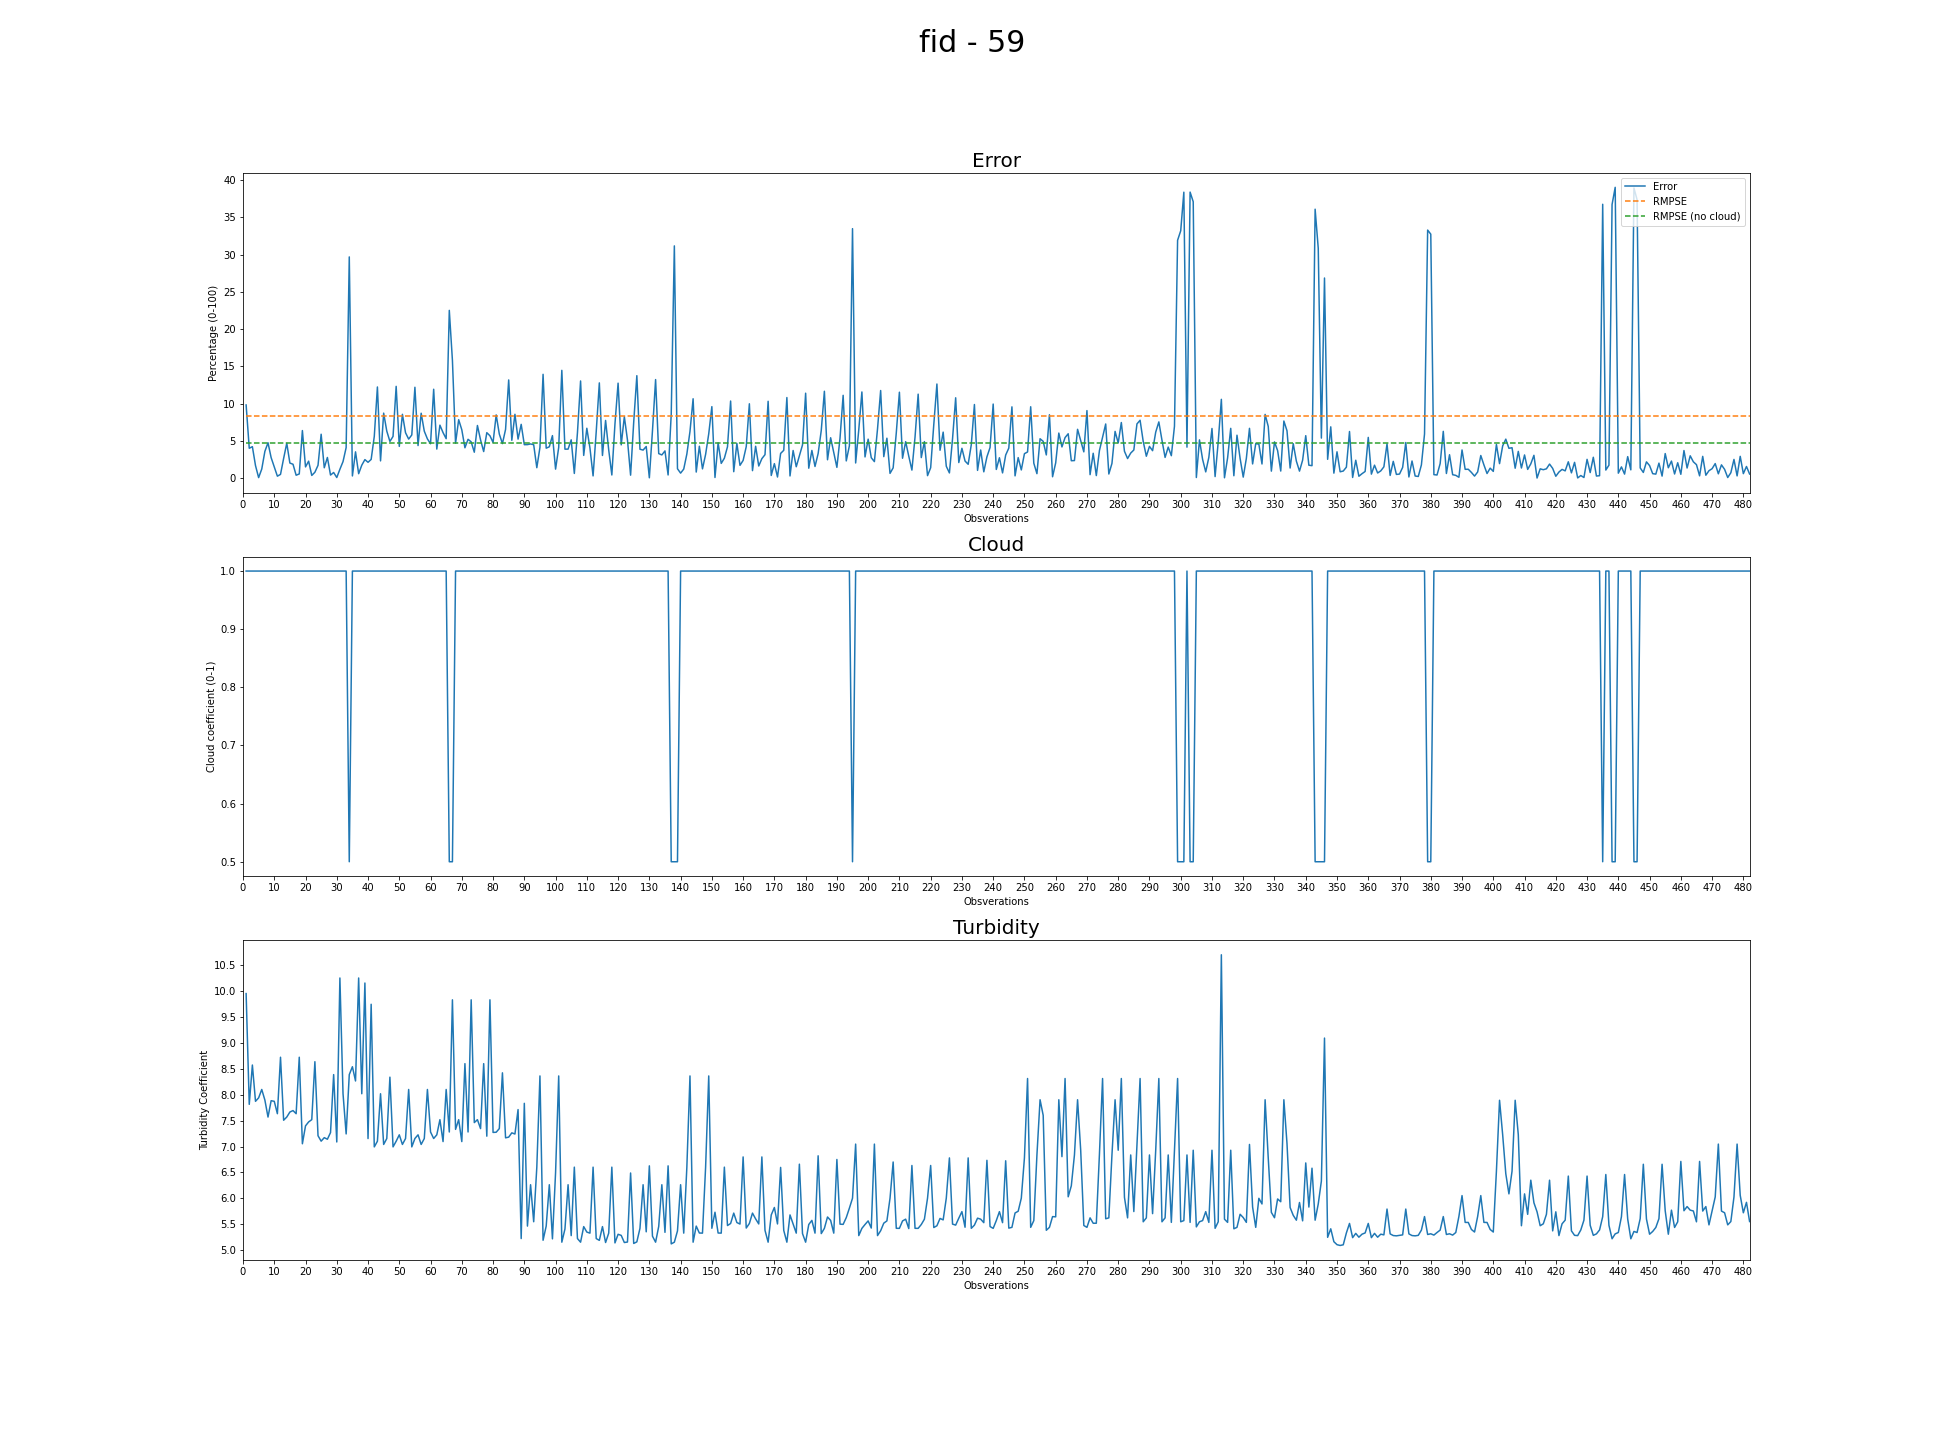 fid - 59
Error
Percentage (0-100)
40
35
30
25
20
15
10
5
0
Error
RMPSE
RMPSE (no cloud)
0 10 20 30 40 50 60 70 80 90 100 110 120 130 140 150 160 170 180 190 200 210 220 230 240 250 260 270 280 290 300 310 320 330 340 350 360 370 380 390 400 410 420 430 440 450 460 470 480
Obsverations
Cloud
Cloud coefficient (0-1)
1.0
0.9
0.8
0.7
0.6
0.5
0 10 20 30 40 50 60 70 80 90 100 110 120 130 140 150 160 170 180 190 200 210 220 230 240 250 260 270 280 290 300 310 320 330 340 350 360 370 380 390 400 410 420 430 440 450 460 470 480
Obsverations
Turbidity
Turbidity Coefficient
10.5
10.0
9.5
9.0
8.5
8.0
7.5
7.0
6.5
6.0
5.5
5.0
0 10 20 30 40 50 60 70 80 90 100 110 120 130 140 150 160 170 180 190 200 210 220 230 240 250 260 270 280 290 300 310 320 330 340 350 360 370 380 390 400 410 420 430 440 450 460 470 480
Obsverations